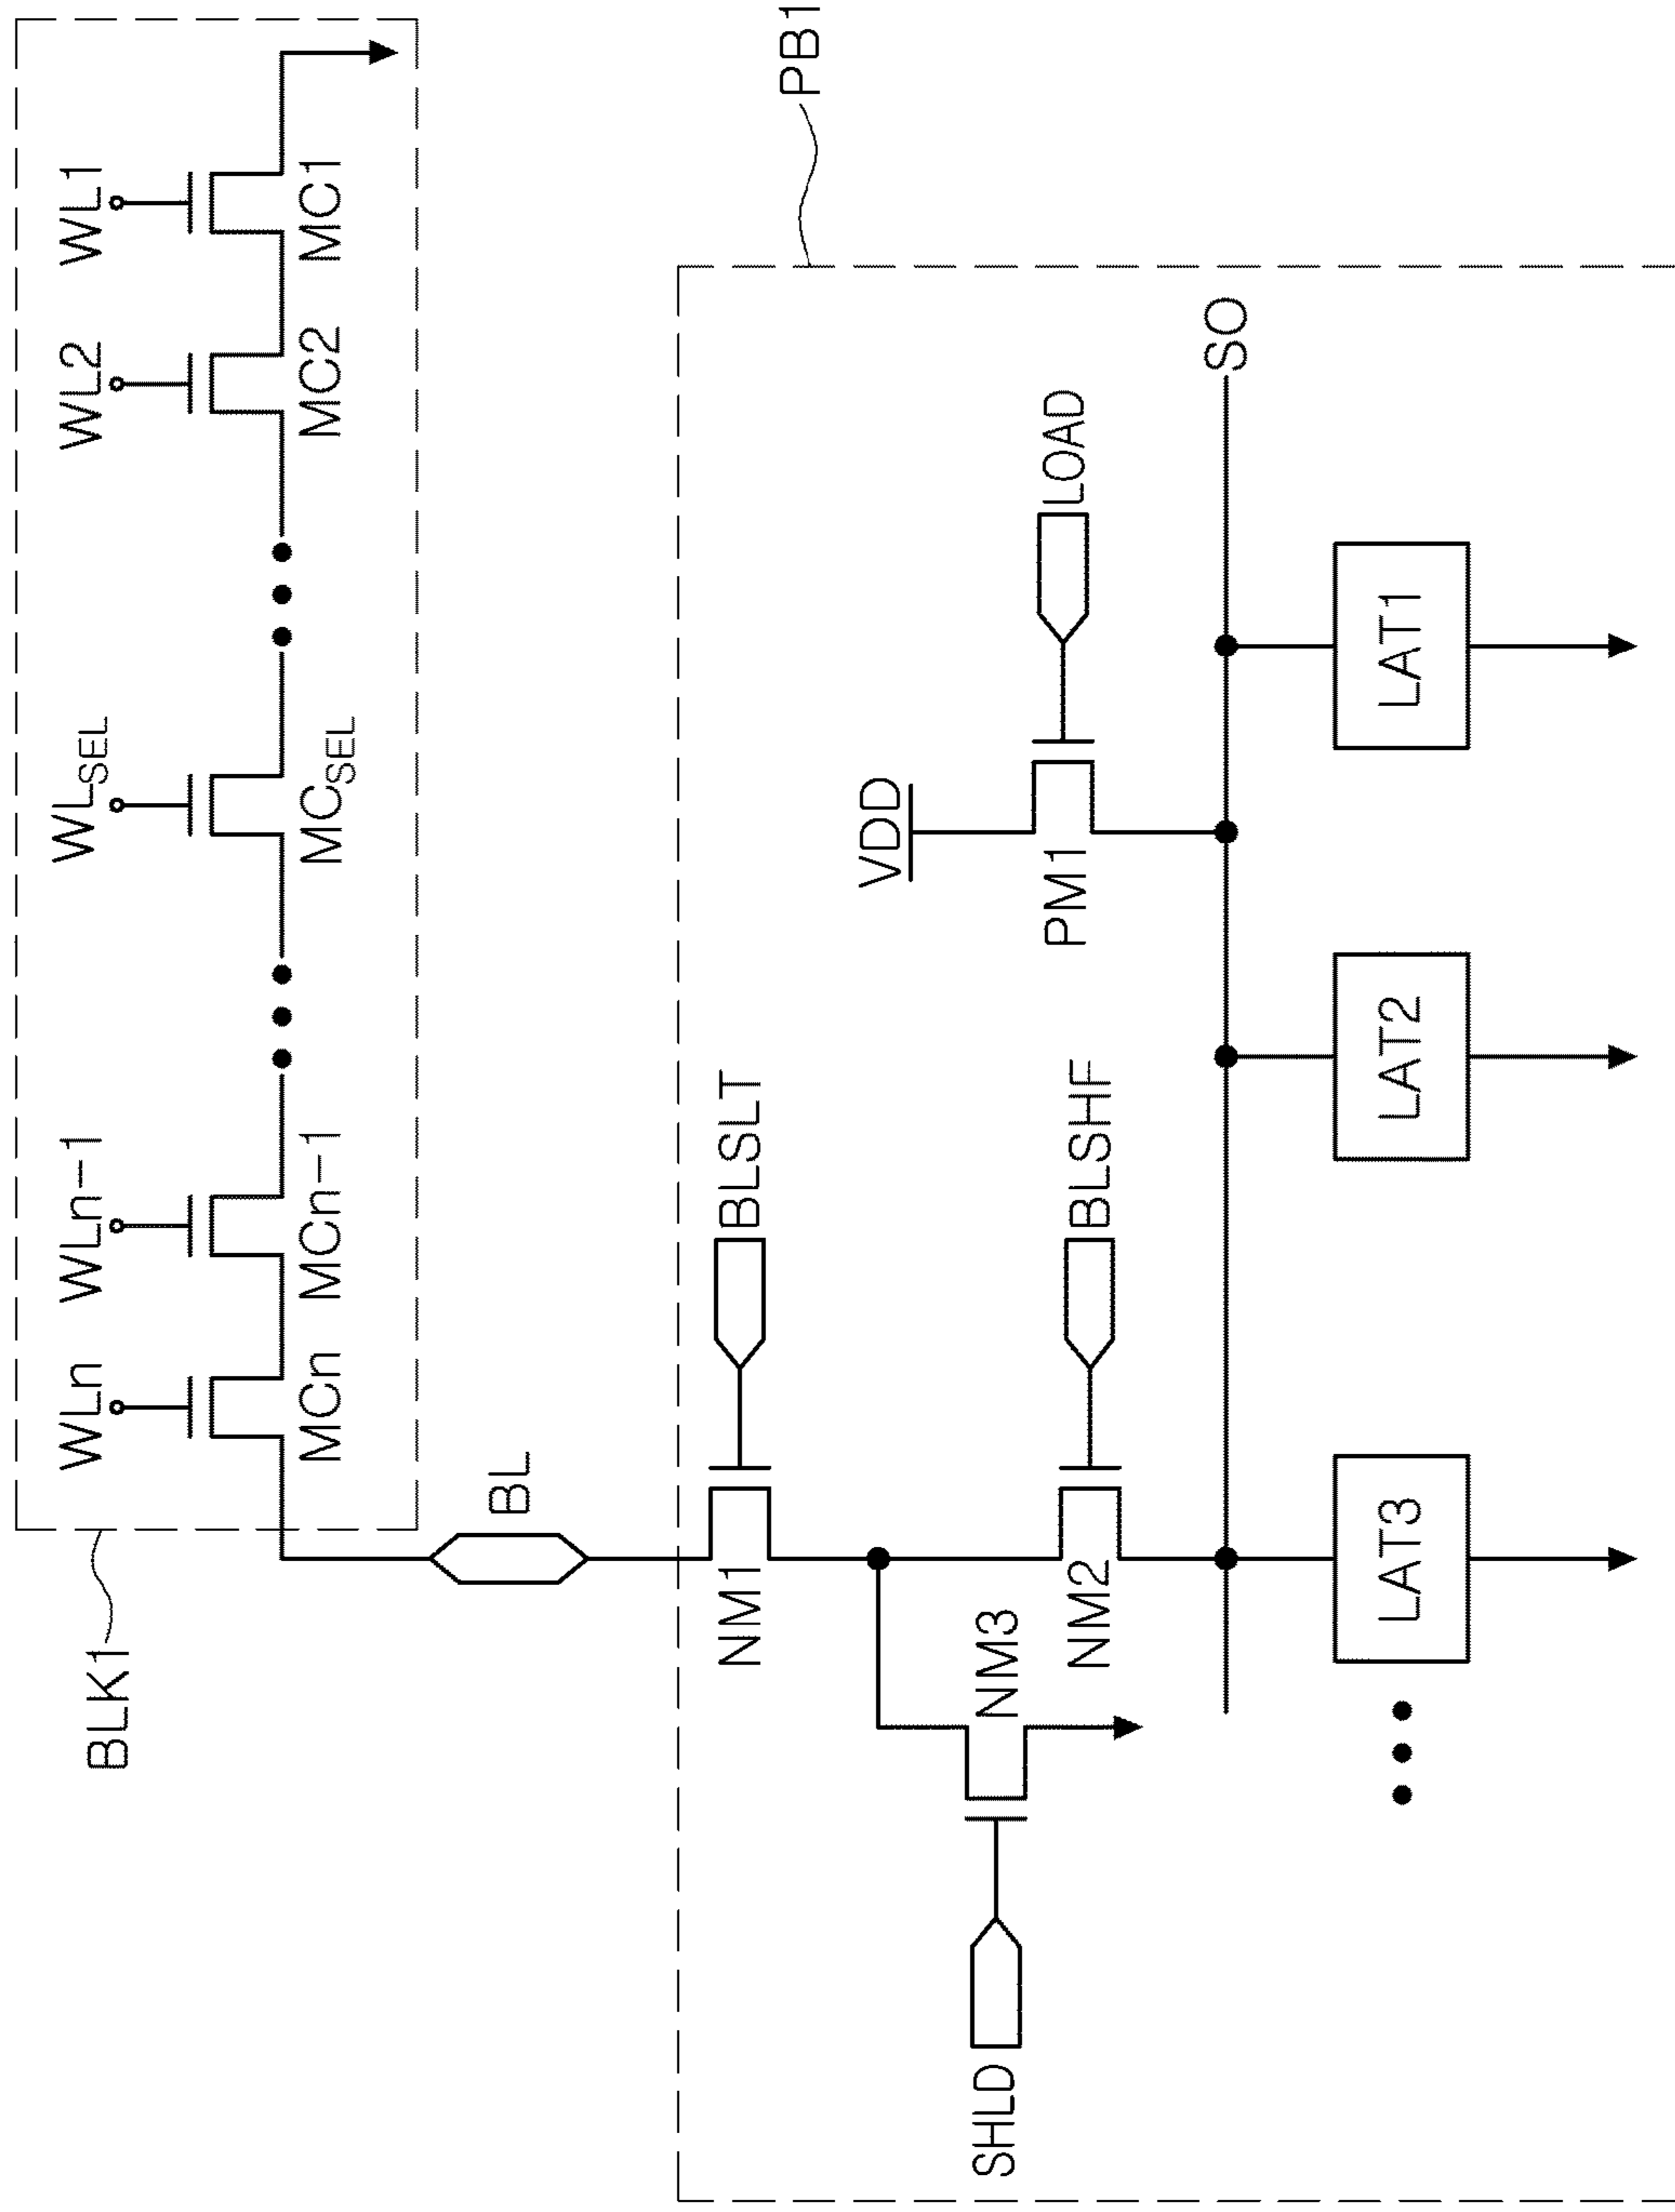 BLK1
WLn
WLn-1
WLSEL
WL2
WL1
MCn
MCn-1
MCSEL
MC2
MC1
BL
NM1
BLSLT
PB1
VDD
SHLD
NM3
NM2
BLSHF
PM1
LOAD
SO
LAT3
LAT2
LAT1